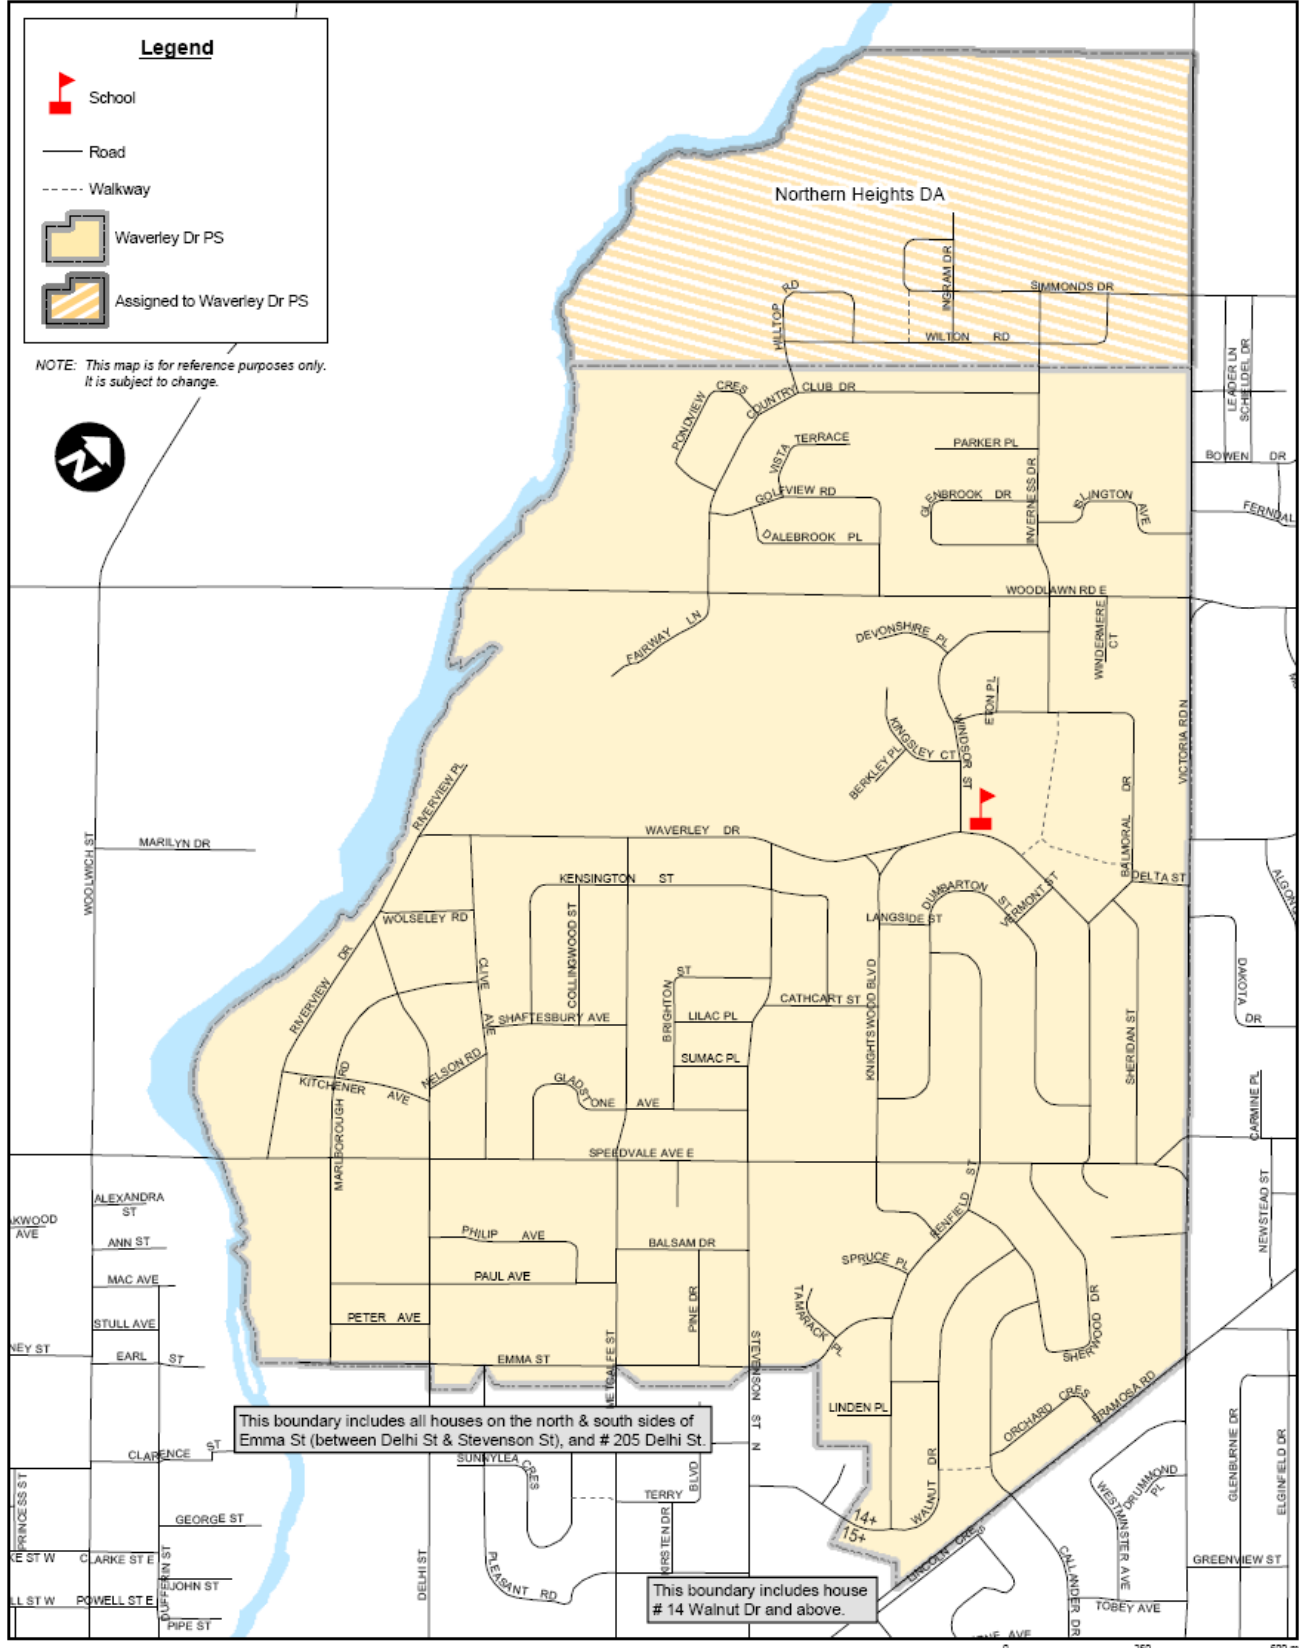 Legend
School
Road
Walkway
Waverley Dr PS
Assigned to Waverley Dr PS
NOTE: This map is for reference purposes only.
It is subject to change.
N
Northern Heights DA
INGRAM DR
SIMMONDS DR
HILLTOP RD
WILTON RD
LEADER LN
SCHIEDEL DR
PONDVIEW CRES
COUNTRY CLUB DR
VISTA TERRACE
PARKER PL
BOWEN DR
GOLFVIEW RD
GLENBROOK DR
INVERNESS DR
ISLINGTON AVE
FERNDAL
DALEBROOK PL
WOODLAWN RD E
FAIRWAY LN
DEVONSHIRE PL
WINDERMERE CT
ETON PL
KINGSLEY CT
WINDSOR ST
BERKLEY PL
VICTORIA RD N
RIVERVIEW PL
WAVERLEY DR
BALMORAL DR
WOOLWICH ST
MARILYN DR
KENSINGTON ST
DUMBARTON ST
VERMONT ST
DELTA ST
WOLSELEY RD
COLLINGWOOD ST
LANGSIDE ST
RIVERVIEW DR
CLIVE AVE
BRIGHTON ST
CATHCART ST
KNIGHTSWOOD BLVD
DAKOTA DR
SHAFTESBURY AVE
LILAC PL
SHERIDAN ST
NELSON RD
SUMAC PL
KITCHENER AVE
MARLBOROUGH RD
GLADSTONE AVE
CARMINE PL
SPEEDVALE AVE E
ALEXANDRA ST
KWOOD AVE
ANN ST
PHILIP AVE
BALSAM DR
RENFIELD ST
NEWSTEAD ST
MAC AVE
PAUL AVE
SPRUCE PL
STULL AVE
PETER AVE
PINE DR
TAMARACK PL
SHERWOOD DR
NEY ST
EARL ST
EMMA ST
METCALFE ST
STEVENSON ST N
LINDEN PL
ORCHARD CRES
ERAMOSA RD
This boundary includes all houses on the north & south sides of
Emma St (between Delhi St & Stevenson St), and # 205 Delhi St.
CLARENCE ST
SUNNYLEA CRES
TERRY BLVD
WALNUT DR
DRUMMOND PL
WESTMINSTER AVE
GLENBURNIE DR
ELGINFIELD DR
PRINCESS ST
GEORGE ST
KIRSTEN DR
14+
15+
LINCOLN CRES
KE ST W
CLARKE ST E
DUFFERIN ST
JOHN ST
DELHI ST
PLEASANT RD
CALLANDER DR
GREENVIEW ST
LL ST W
POWELL ST E
PIPE ST
This boundary includes house
# 14 Walnut Dr and above.
TOBEY AVE